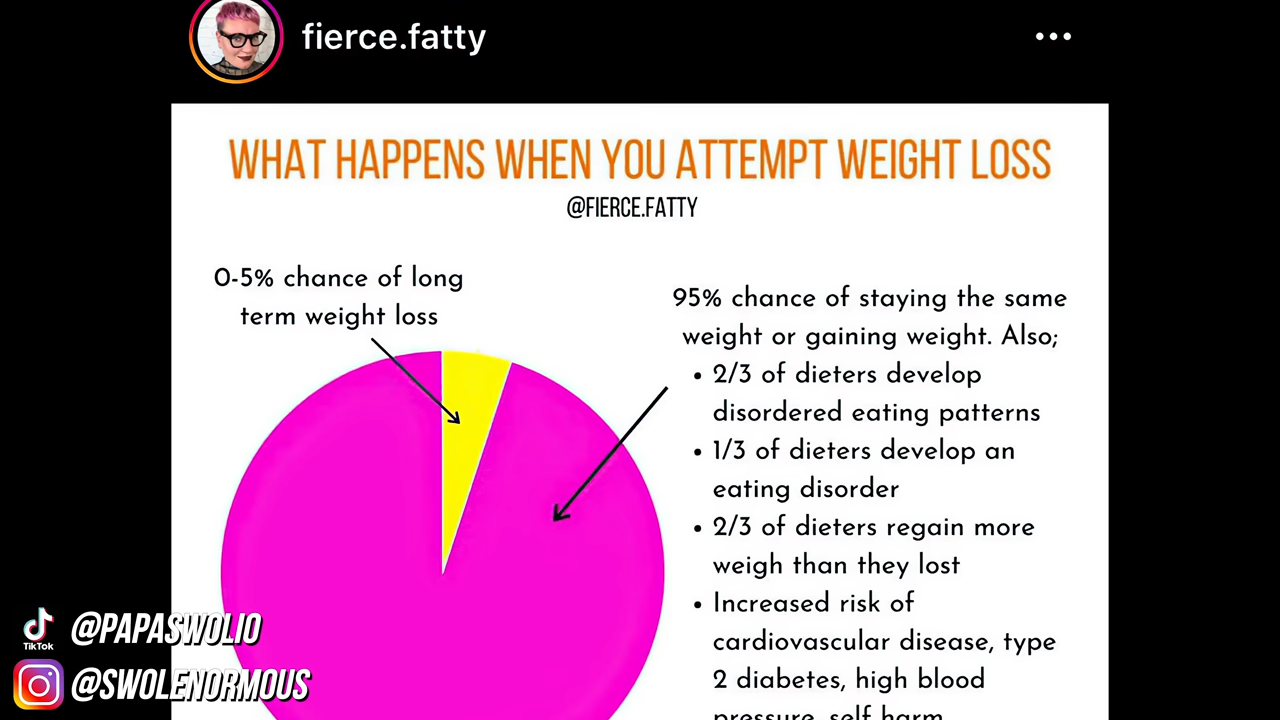 fierce.fatty
WHAT HAPPENS WHEN YOU ATTEMPT WEIGHT LOSS
@FIERCE.FATTY
0-5% chance of long
term weight loss
95% chance of staying the same
weight or gaining weight. Also;
• 2/3 of dieters develop
disordered eating patterns
• 1/3 of dieters develop an
eating disorder
• 2/3 of dieters regain more
weigh than they lost
• Increased risk of
cardiovascular disease, type
2 diabetes, high blood
pressure, self harm
TikTok
@PAPASWOLIO
@SWOLENORMOUS